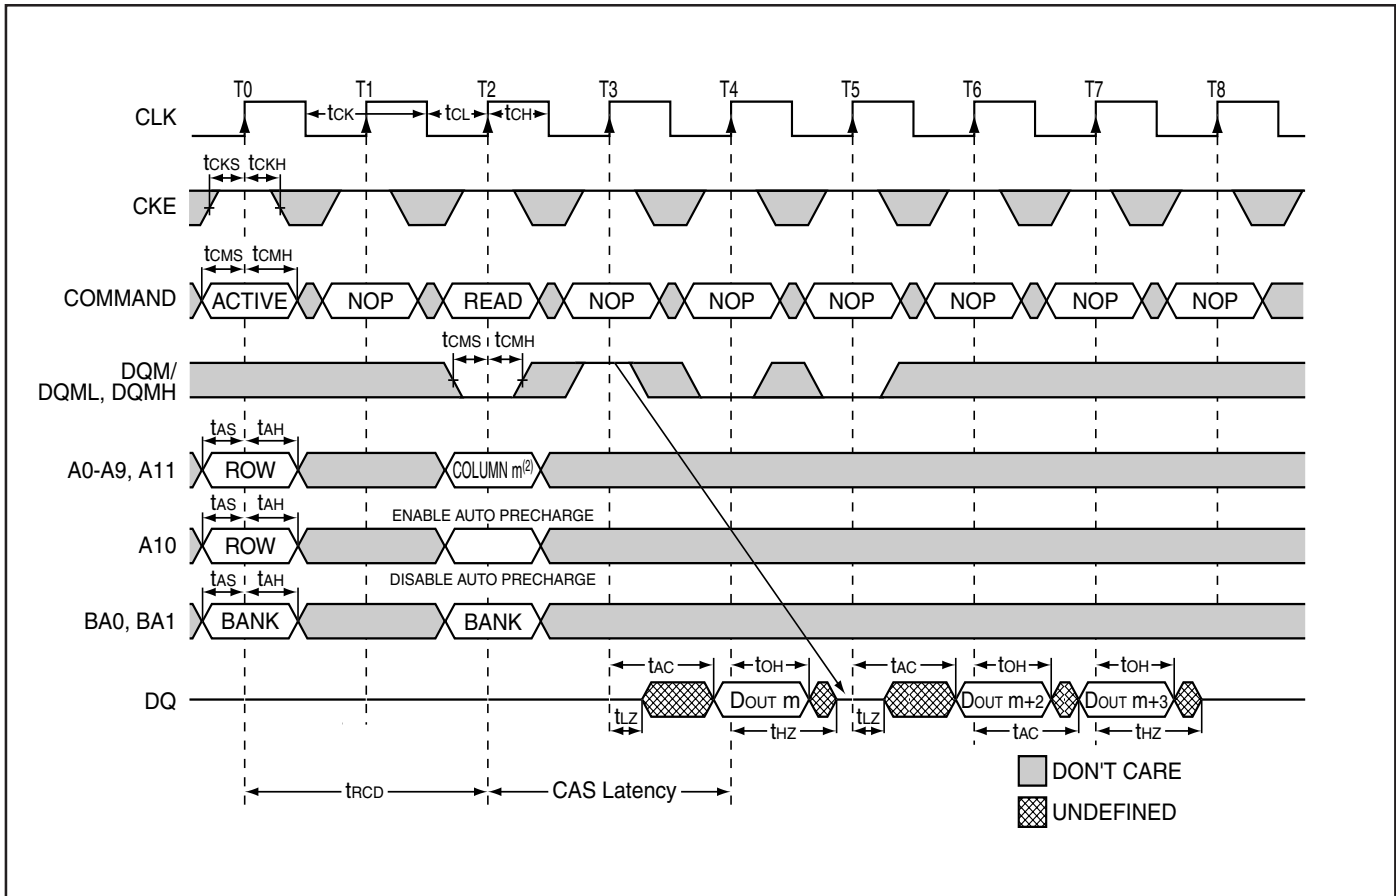 T0 T1 T2 T3 T4 T5 T6 T7 T8
CLK
tCK tCL tCH
tCKS tCKH
CKE
tCMS tCMH
COMMAND ACTIVE NOP READ NOP NOP NOP NOP NOP NOP
tCMS tCMH
DQM/
DQML, DQMH
tAS tAH
A0-A9, A11 ROW COLUMN m(2)
tAS tAH ENABLE AUTO PRECHARGE
A10 ROW
tAS tAH DISABLE AUTO PRECHARGE
BA0, BA1 BANK BANK
tAC tOH tAC tOH tOH
DQ DOUT m DOUT m+2 DOUT m+3
tLZ tHZ tLZ tAC tHZ
DON'T CARE
tRCD CAS Latency
UNDEFINED